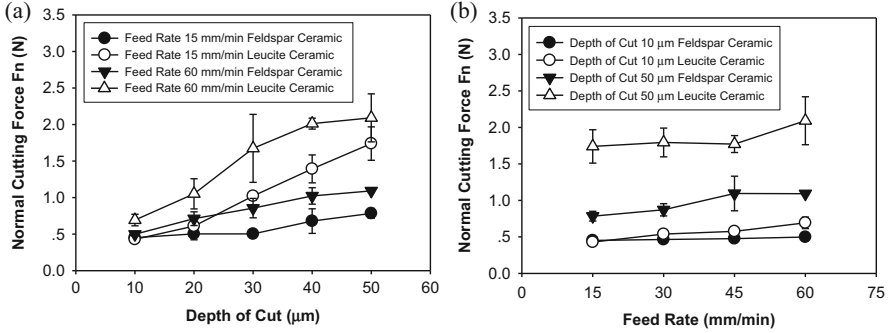 (a)
Normal Cutting Force Fn (N)
3.5
3.0
2.5
2.0
1.5
1.0
.5
0.0
Feed Rate 15 mm/min Feldspar Ceramic
Feed Rate 15 mm/min Leucite Ceramic
Feed Rate 60 mm/min Feldspar Ceramic
Feed Rate 60 mm/min Leucite Ceramic
0 10 20 30 40 50 60
Depth of Cut (μm)
(b)
Normal Cutting Force Fn (N)
3.5
3.0
2.5
2.0
1.5
1.0
.5
0.0
Depth of Cut 10 μm Feldspar Ceramic
Depth of Cut 10 μm Leucite Ceramic
Depth of Cut 50 μm Feldspar Ceramic
Depth of Cut 50 μm Leucite Ceramic
0 15 30 45 60 75
Feed Rate (mm/min)